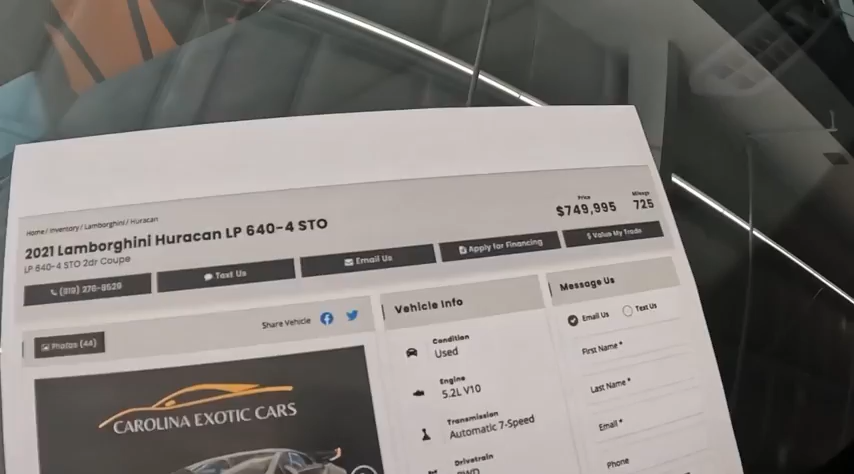 Home / Inventory / Lamborghini / Huracan
2021 Lamborghini Huracan LP 640-4 STO
LP 640-4 STO 2dr Coupe
Price
$749,995
Mileage
725
Text Us
Email Us
Apply for Financing
$ Value My Trade
Photos (44)
Share Vehicle
CAROLINA EXOTIC CARS
Vehicle Info
Condition
Used
Engine
5.2L V10
Transmission
Automatic 7-Speed
Drivetrain
Message Us
Email Us
Text Us
First Name *
Last Name *
Email *
Phone